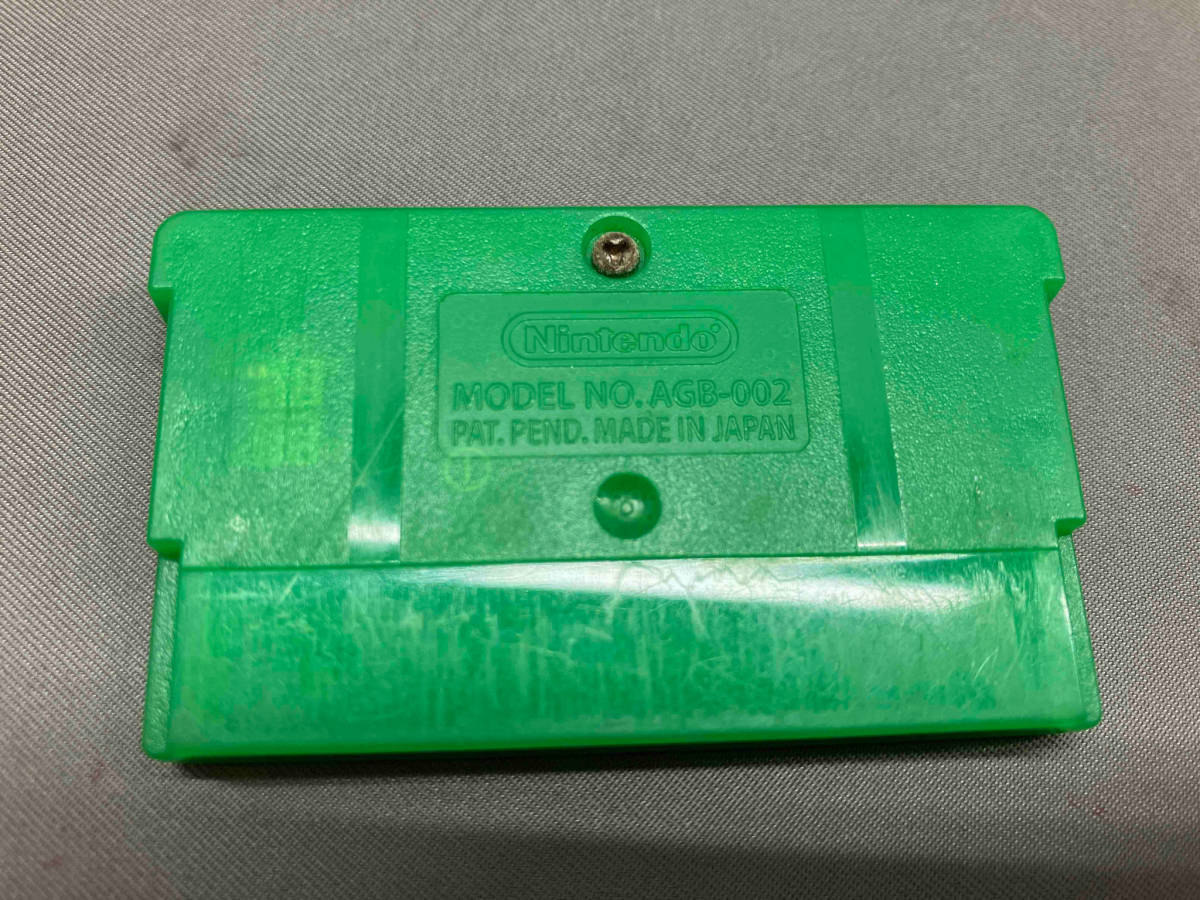 Nintendo
MODEL NO. AGB-002
PAT. PEND. MADE IN JAPAN